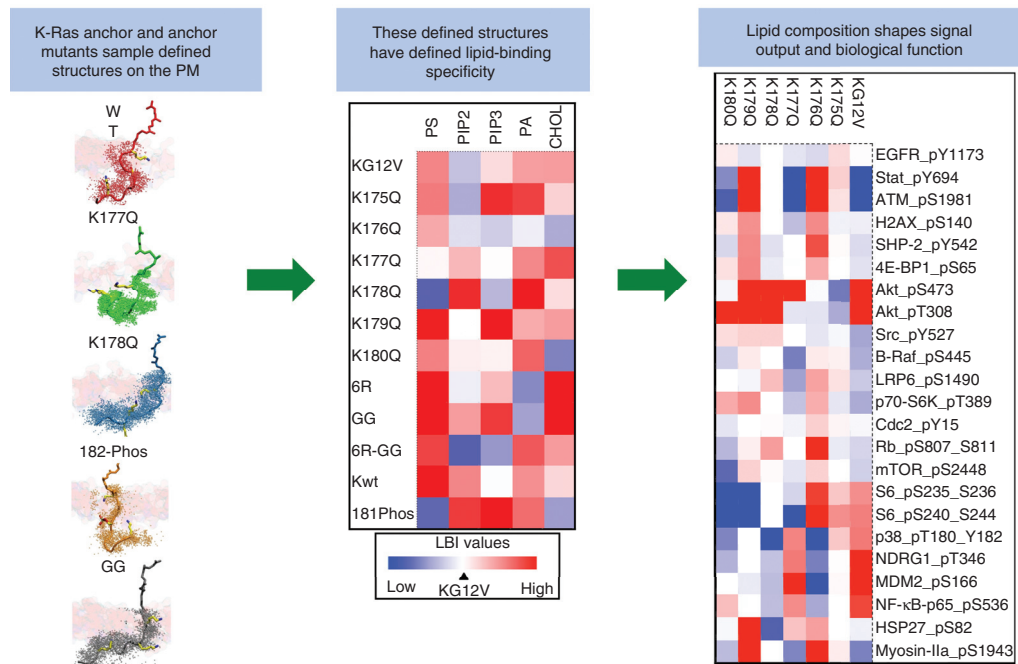 K-Ras anchor and anchor
mutants sample defined
structures on the PM
These defined structures
have defined lipid-binding
specificity
Lipid composition shapes signal
output and biological function
W
T
K177Q
K178Q
182-Phos
GG
PS
PIP2
PIP3
PA
CHOL
KG12V
K175Q
K176Q
K177Q
K178Q
K179Q
K180Q
6R
GG
6R-GG
Kwt
181Phos
LBI values
Low
High
KG12V
K180Q
K179Q
K178Q
K177Q
K176Q
K175Q
KG12V
EGFR_pY1173
Stat_pY694
ATM_pS1981
H2AX_pS140
SHP-2_pY542
4E-BP1_pS65
Akt_pS473
Akt_pT308
Src_pY527
B-Raf_pS445
LRP6_pS1490
p70-S6K_pT389
Cdc2_pY15
Rb_pS807_S811
mTOR_pS2448
S6_pS235_S236
S6_pS240_S244
p38_pT180_Y182
NDRG1_pT346
MDM2_pS166
NF-κB-p65_pS536
HSP27_pS82
Myosin-IIa_pS1943